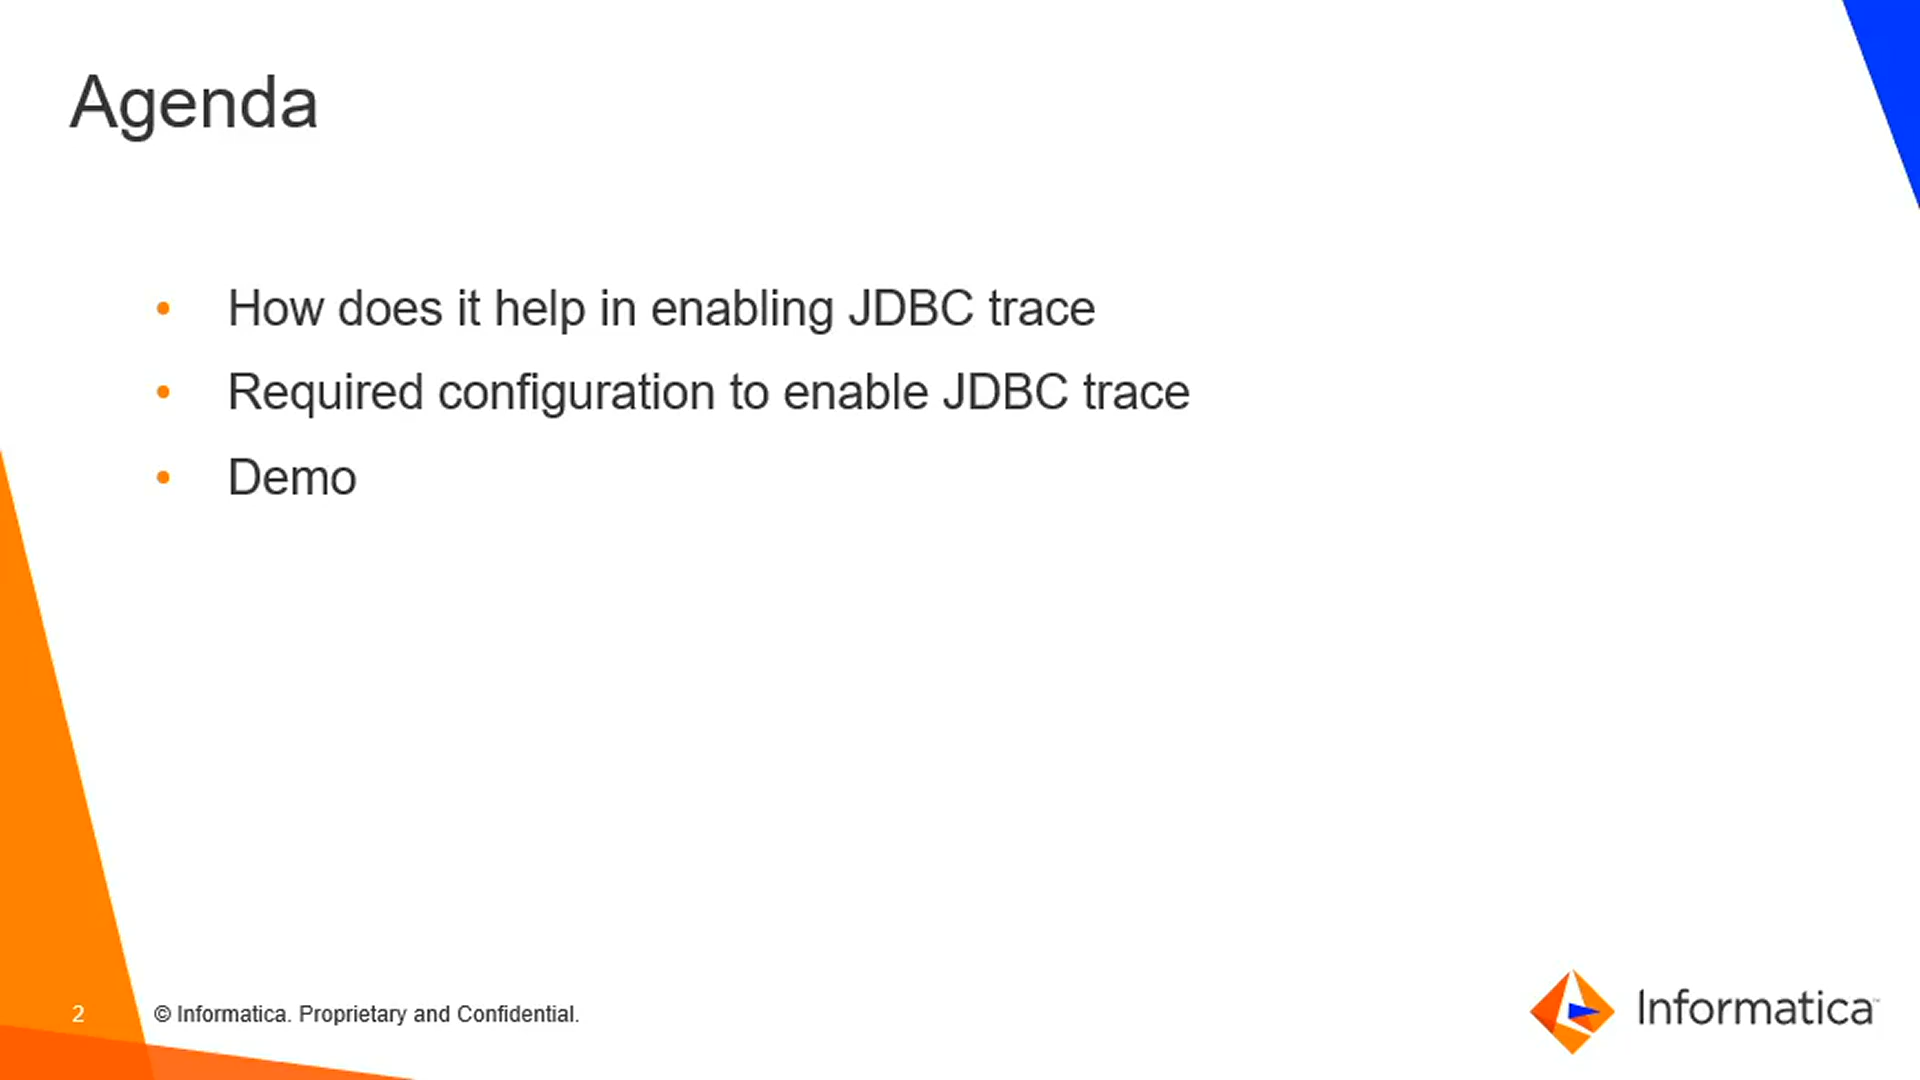 Agenda
• How does it help in enabling JDBC trace
• Required configuration to enable JDBC trace
• Demo
2 © Informatica. Proprietary and Confidential.
Informatica™